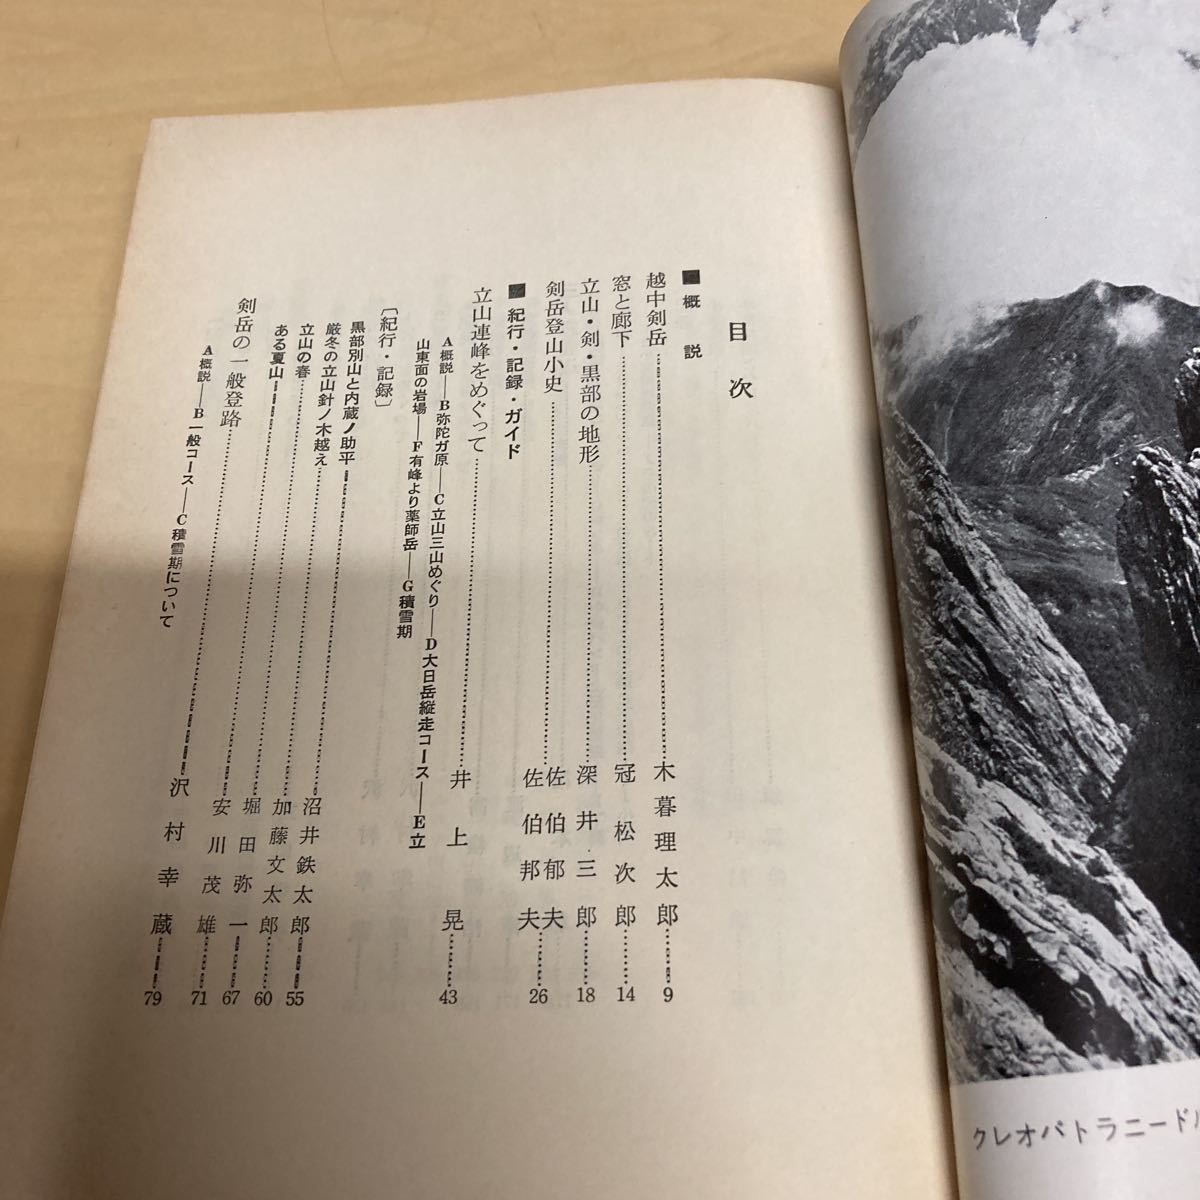 目次
■概説
越中剣岳……木暮理太郎……9
窓と廊下……冠松次郎……14
立山・剣・黒部の地形……深井三郎……18
剣岳登山小史……佐伯郁夫
佐伯邦夫……26
■紀行・記録・ガイド
立山連峰をめぐって……井上晃……43
A概説——B弥陀ガ原——C立山三山めぐり——D大日岳縦走コース——E立
山東面の岩場——F有峰より薬師岳——G積雪期
〔紀行・記録〕
黒部別山と内蔵ノ助平……沼井鉄太郎……55
厳冬の立山針ノ木越え……加藤文太郎……60
立山の春……堀田弥一……67
ある夏山……安川茂雄……71
剣岳の一般登路……沢村幸蔵……79
A概説——B一般コース——C積雪期について
クレオパトラニードル